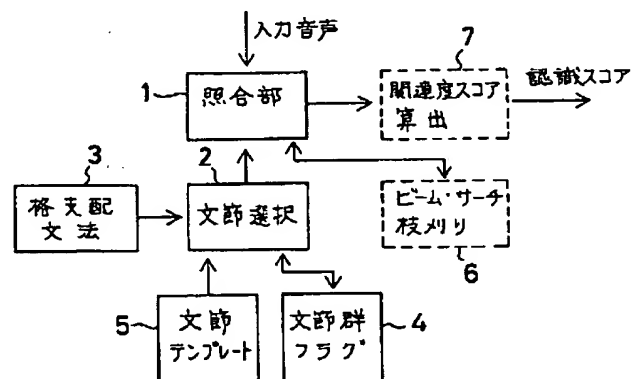 入力音声
7
1
照合部
関連度スコア
算出
認識スコア
3
2
格支配
文法
文節選択
ビーム・サーチ
枝刈り
6
5
文節
テンプレート
文節群
フラグ
4